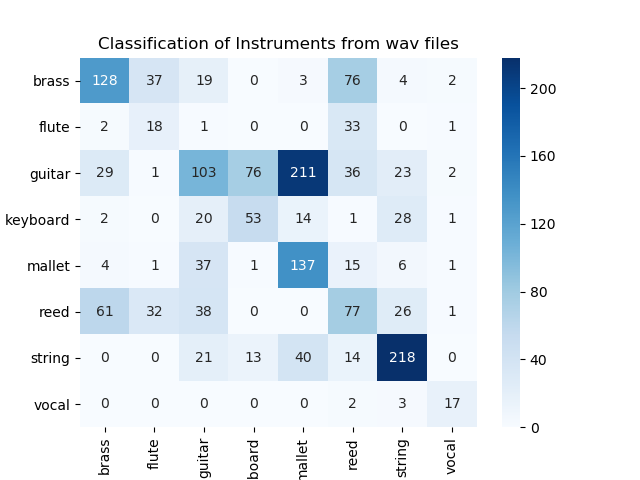 Classification of Instruments from wav files
brass 128 37 19 0 3 76 4 2
flute 2 18 1 0 0 33 0 1
guitar 29 1 103 76 211 36 23 2
keyboard 2 0 20 53 14 1 28 1
mallet 4 1 37 1 137 15 6 1
reed 61 32 38 0 0 77 26 1
string 0 0 21 13 40 14 218 0
vocal 0 0 0 0 0 2 3 17
brass flute guitar board mallet reed string vocal
200
160
120
80
40
0